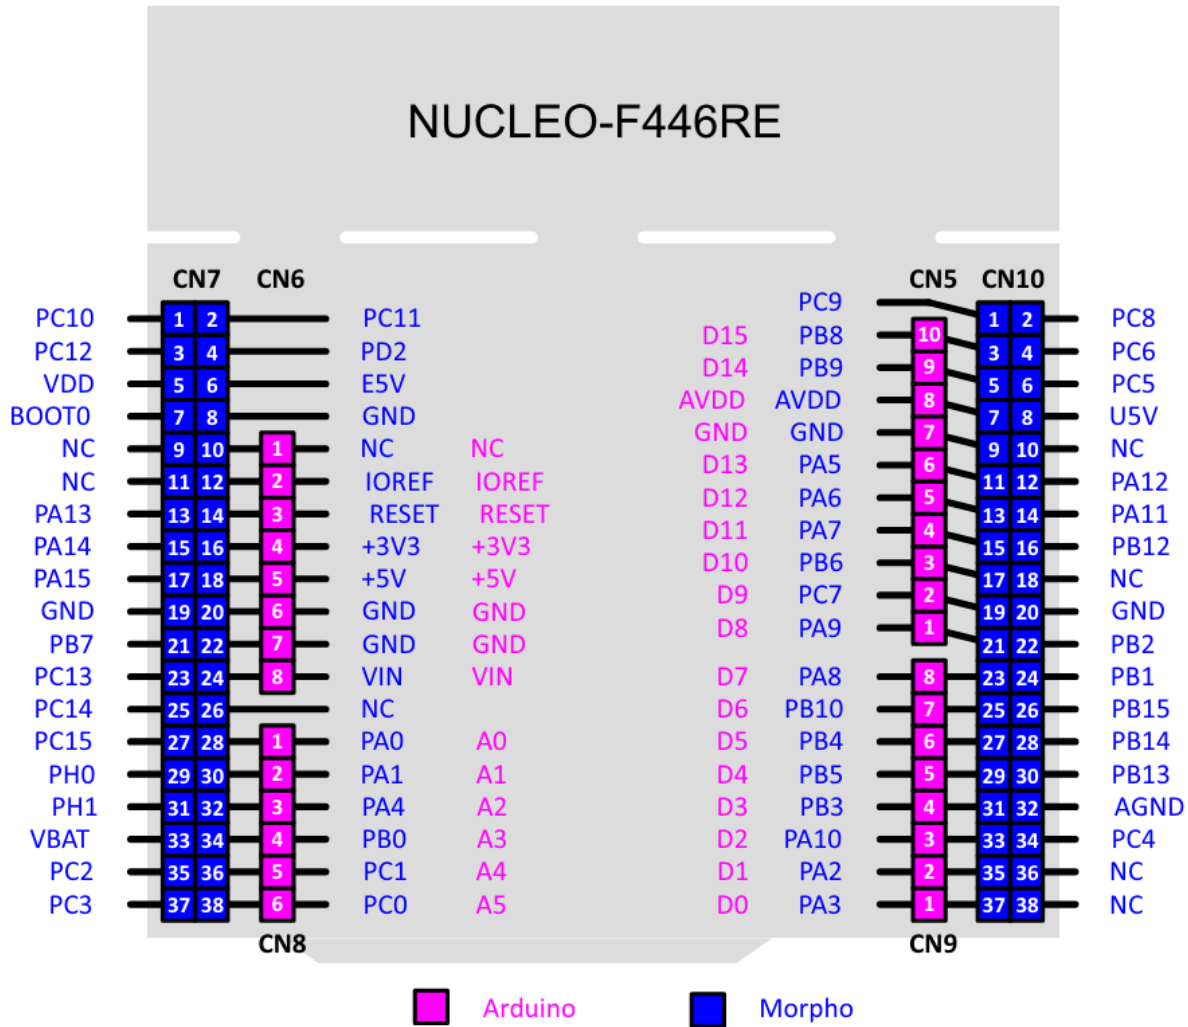 NUCLEO-F446RE
CN7 CN6 CN5 CN10
PC9
PC10 1 2 PC11 1 2 PC8
D15 PB8 10
PC12 3 4 PD2 3 4 PC6
D14 PB9 9
VDD 5 6 E5V 5 6 PC5
AVDD AVDD 8
BOOT0 7 8 GND 7 8 U5V
GND GND 7
NC 9 10 1 NC NC 9 10 NC
D13 PA5 6
NC 11 12 2 IOREF IOREF 11 12 PA12
D12 PA6 5
PA13 13 14 3 RESET RESET 13 14 PA11
D11 PA7 4
PA14 15 16 4 +3V3 +3V3 15 16 PB12
D10 PB6 3
PA15 17 18 5 +5V +5V 17 18 NC
D9 PC7 2
GND 19 20 6 GND GND 19 20 GND
D8 PA9 1
PB7 21 22 7 GND GND 21 22 PB2
PC13 23 24 8 VIN VIN D7 PA8 8 23 24 PB1
PC14 25 26 NC D6 PB10 7 25 26 PB15
PC15 27 28 1 PA0 A0 D5 PB4 6 27 28 PB14
PH0 29 30 2 PA1 A1 D4 PB5 5 29 30 PB13
PH1 31 32 3 PA4 A2 D3 PB3 4 31 32 AGND
VBAT 33 34 4 PB0 A3 D2 PA10 3 33 34 PC4
PC2 35 36 5 PC1 A4 D1 PA2 2 35 36 NC
PC3 37 38 6 PC0 A5 D0 PA3 1 37 38 NC
CN8 CN9
Arduino Morpho